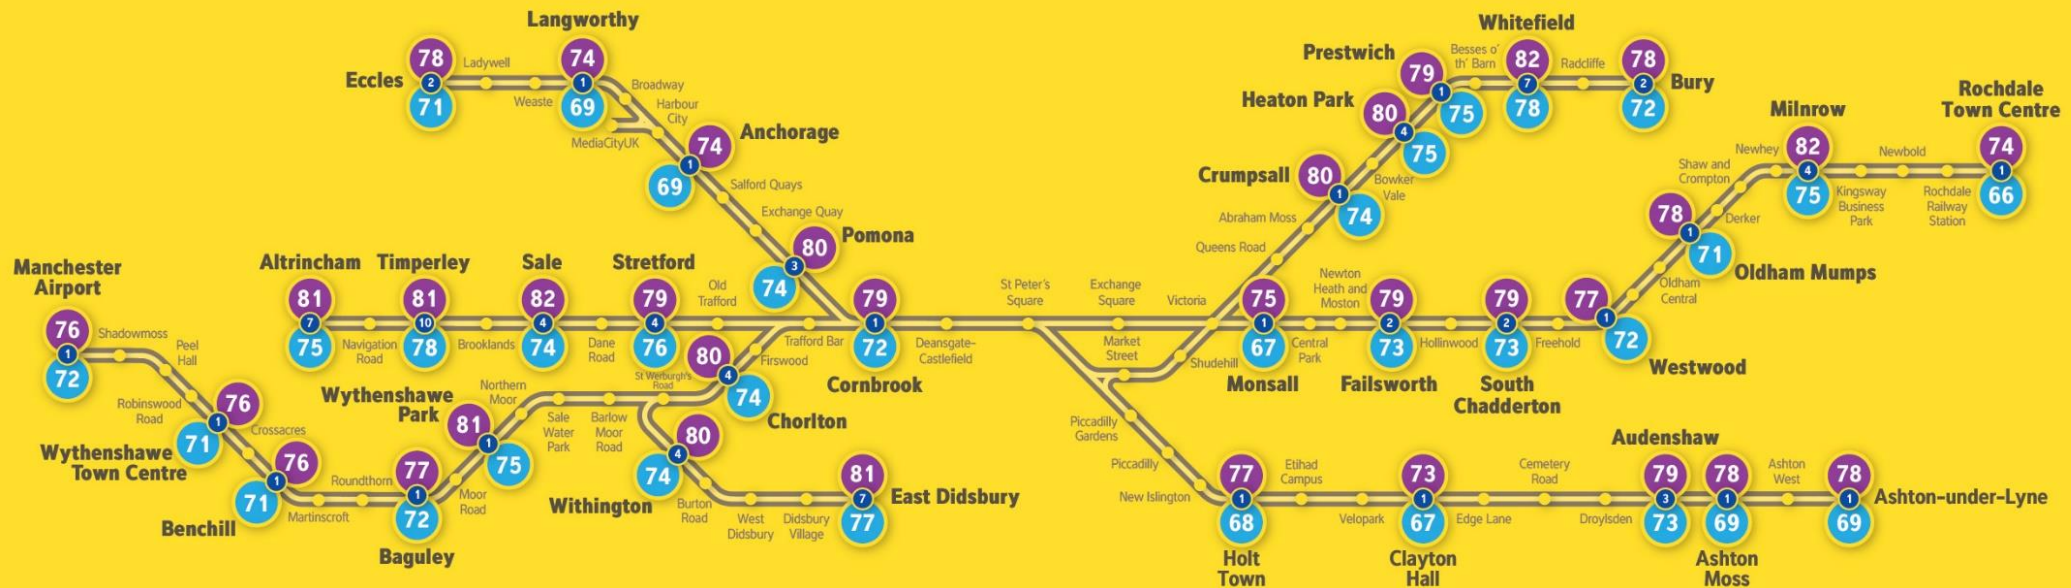 Langworthy
78
Ladywell
74
Eccles
2
1
71
Weaste
69
Broadway
Harbour
City
MediaCityUK
74
Anchorage
1
69
Salford Quays
Exchange Quay
80
Pomona
3
74
Manchester
Airport
76
1
72
Shadowmoss
Peel
Hall
Robinswood
Road
76
1
71
Wythenshawe
Town Centre
Crossacres
76
1
71
Benchill
Martinscroft
Roundthorn
77
1
72
Baguley
Moor
Road
Wythenshawe
Park
81
1
75
Northern
Moor
Sale
Water
Park
Barlow
Moor
Road
St Werburgh's
Road
Altrincham
81
7
75
Navigation
Road
Timperley
81
10
78
Brooklands
Sale
82
4
74
Dane
Road
Stretford
79
4
76
Old
Trafford
80
4
74
Chorlton
Firswood
Trafford Bar
80
4
74
Withington
Burton
Road
West
Didsbury
Didsbury
Village
81
7
77
East Didsbury
79
1
72
Cornbrook
Deansgate-
Castlefield
St Peter's
Square
Exchange
Square
Victoria
Market
Street
Shudehill
Piccadilly
Gardens
Piccadilly
New Islington
Queens Road
Abraham Moss
Crumpsall
80
1
74
Bowker
Vale
Heaton Park
80
4
75
Prestwich
79
1
75
Besses o'
th' Barn
Whitefield
82
7
78
Radcliffe
78
2
72
Bury
75
1
67
Monsall
Central
Park
Newton
Heath and
Moston
79
2
73
Failsworth
Hollinwood
79
2
73
South
Chadderton
Freehold
77
1
72
Westwood
Oldham
Central
78
1
71
Oldham Mumps
Derker
Shaw and
Crompton
Newhey
Milnrow
82
4
75
Kingsway
Business
Park
Newbold
Rochdale
Railway
Station
Rochdale
Town Centre
74
1
66
77
1
68
Holt
Town
Etihad
Campus
Velopark
73
1
67
Clayton
Hall
Edge Lane
Cemetery
Road
Droylsden
Audenshaw
79
3
73
78
1
69
Ashton
Moss
Ashton
West
78
1
69
Ashton-under-Lyne